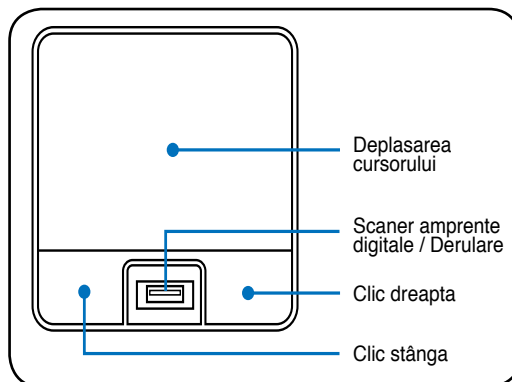 Deplasarea
cursorului
Scaner amprente
digitale / Derulare
Clic dreapta
Clic stânga